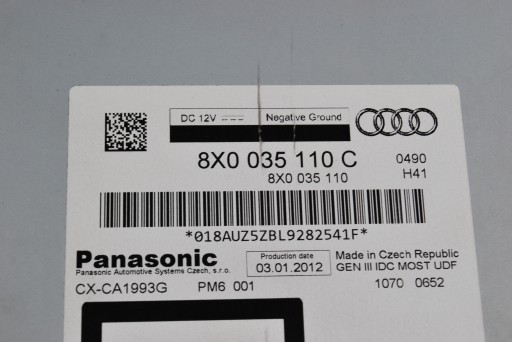 DC 12V Negative Ground
8X0 035 110 C 0490
8X0 035 110 H41
*018AUZ5ZBL9282541F*
Panasonic
Panasonic Automotive Systems Czech, s.r.o.
Production date
03.01.2012
Made in Czech Republic
GEN III IDC MOST UDF
CX-CA1993G PM6 001 1070 0652